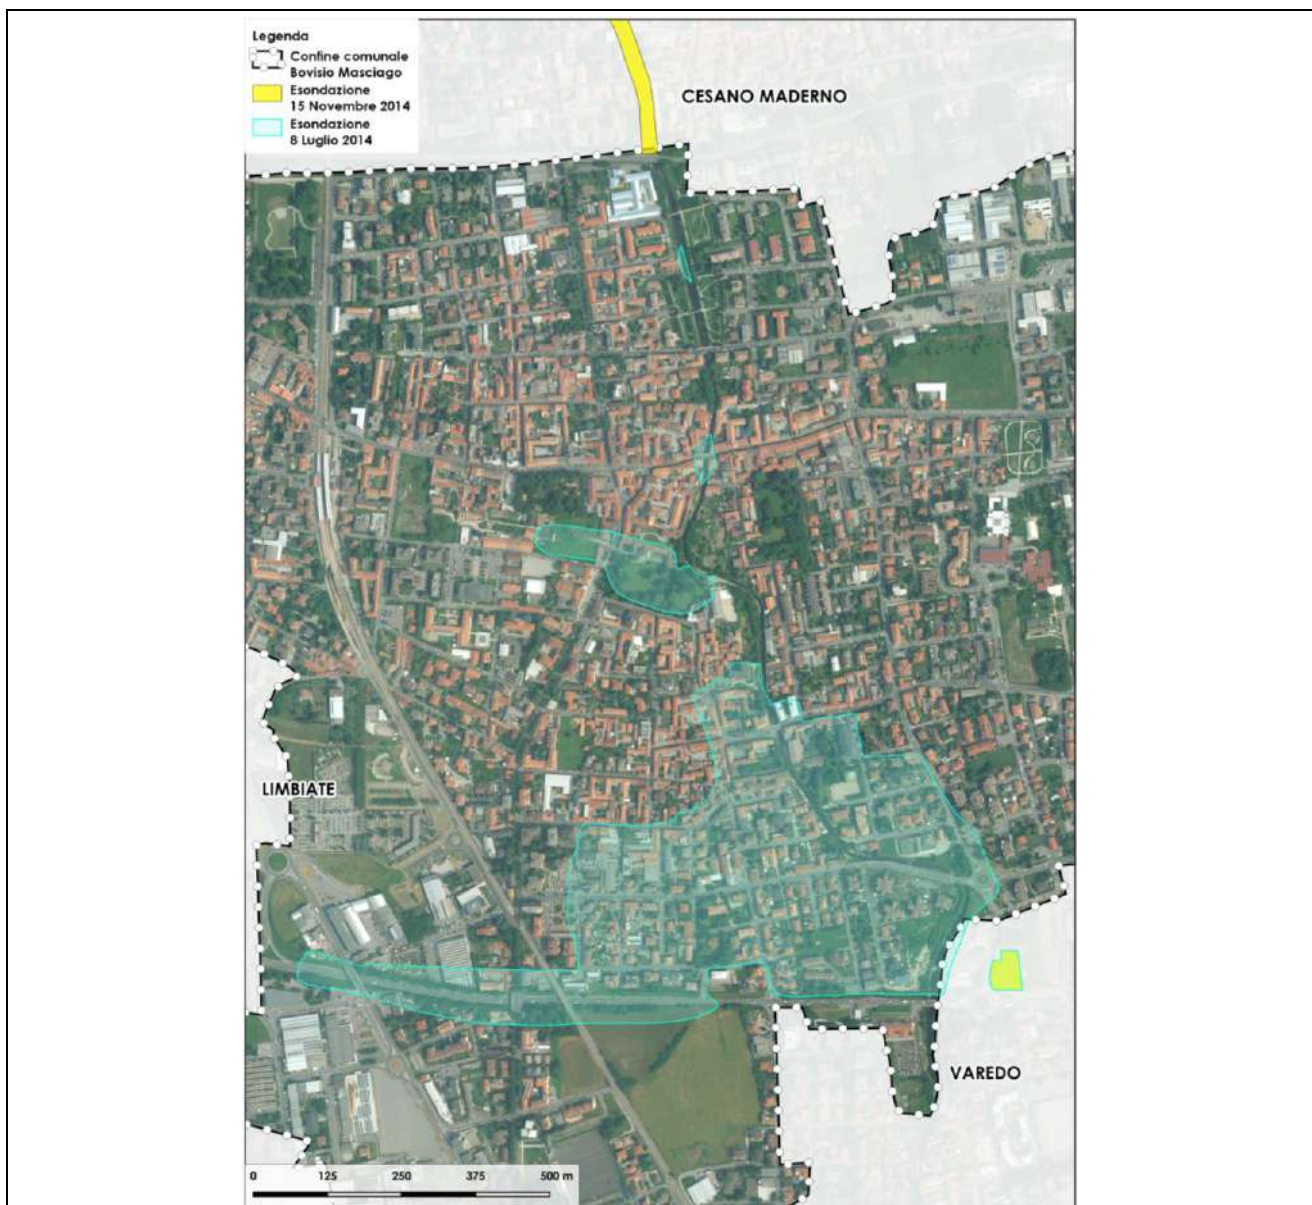 Legenda
Confine comunale
Bovisio Masciago
Esondazione
15 Novembre 2014
Esondazione
8 Luglio 2014
CESANO MADERNO
LIMBIATE
VAREDO
0 125 250 375 500 m